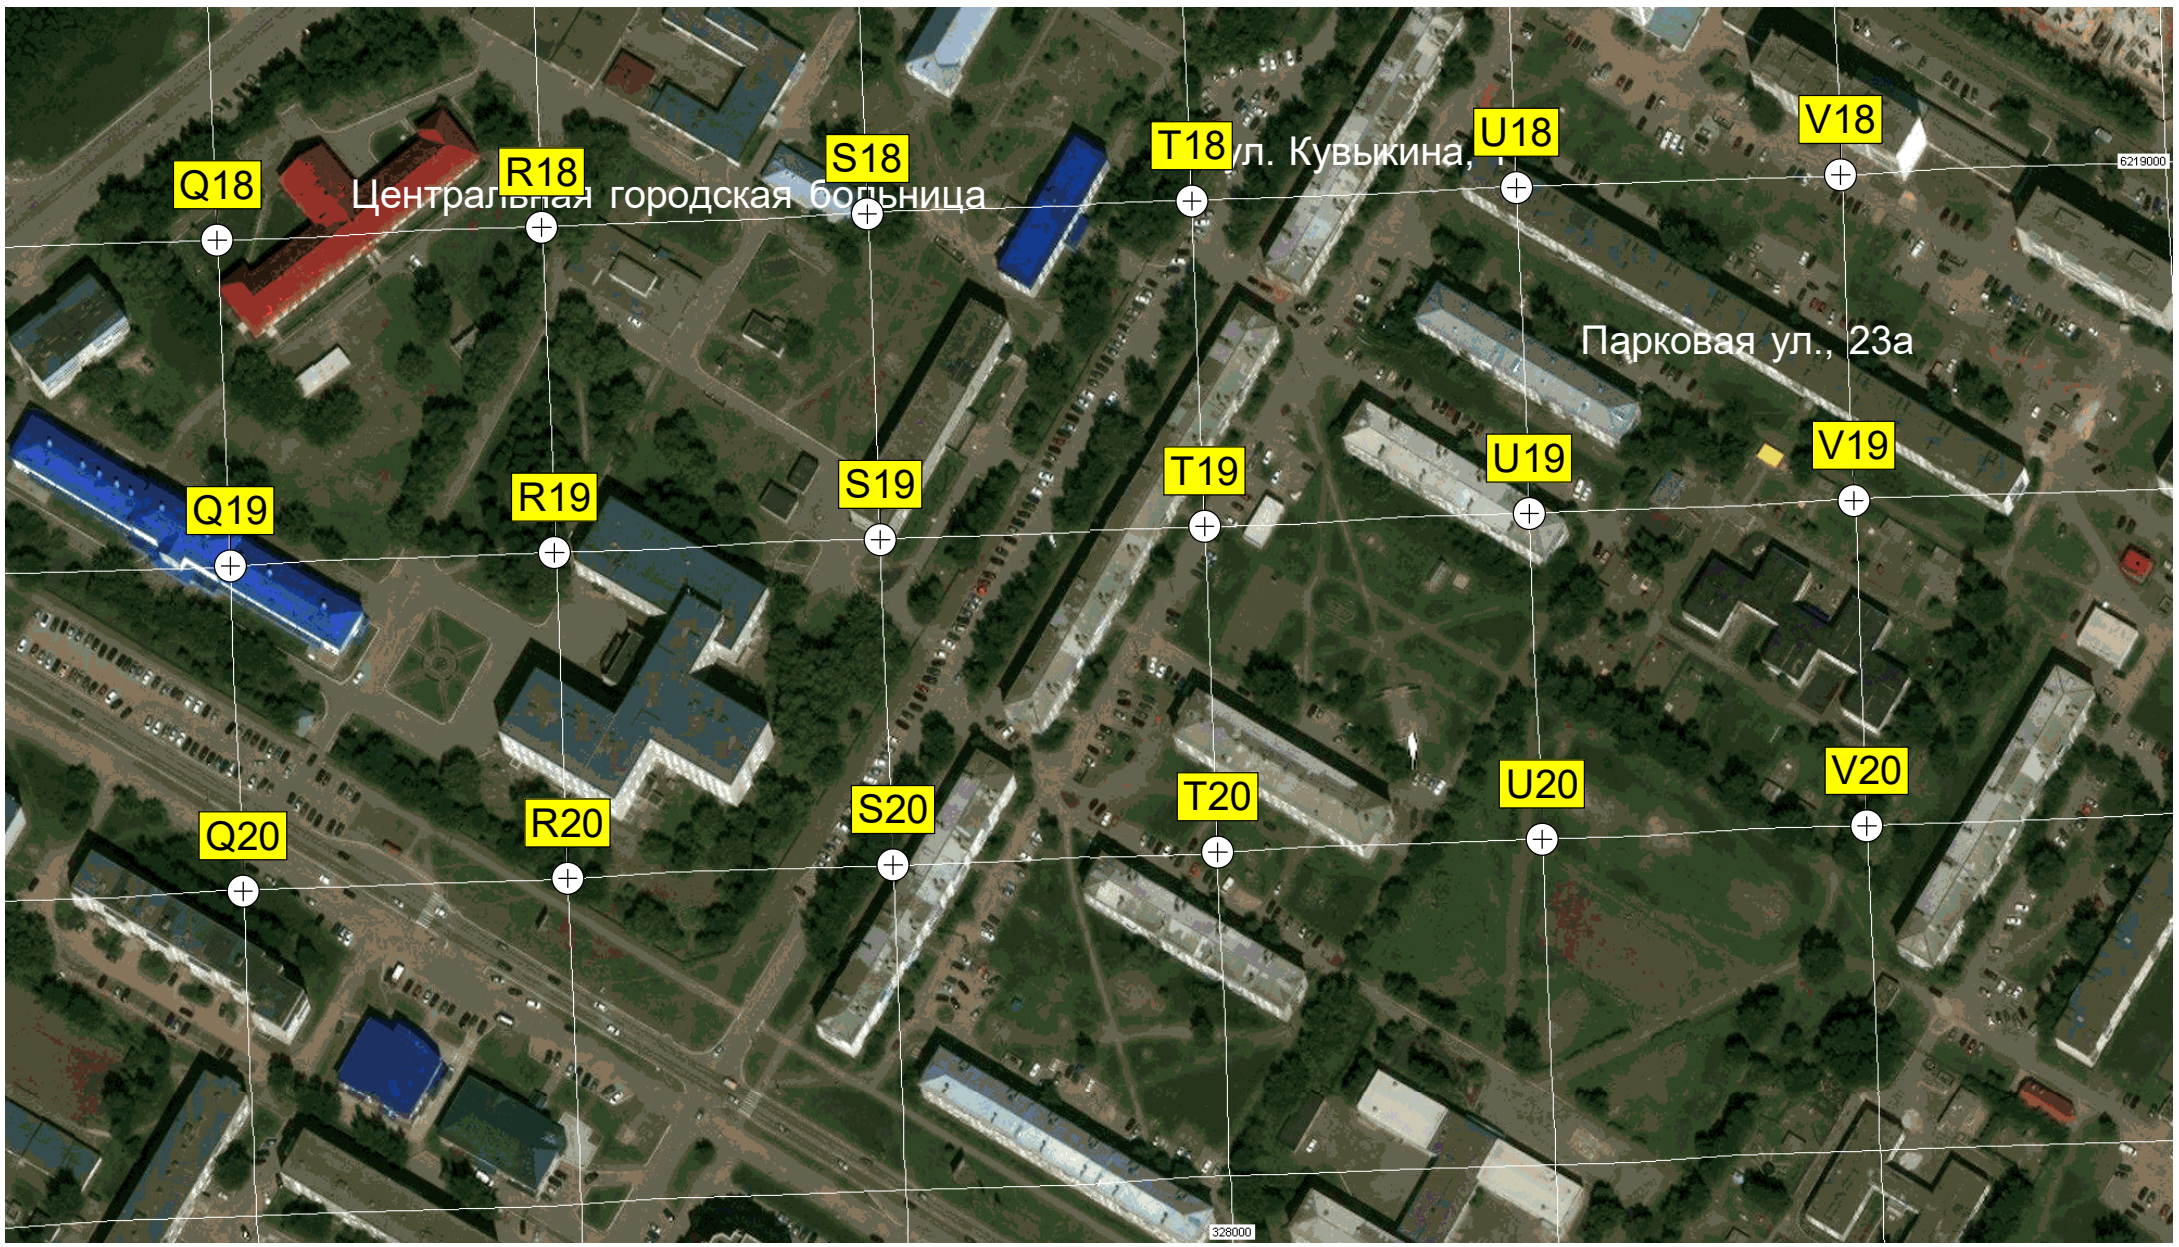 Q18
R18
S18
T18
U18
V18
ул. Кувыкина,
6219000
Центральная городская больница
Парковая ул., 23а
Q19
R19
S19
T19
U19
V19
Q20
R20
S20
T20
U20
V20
328000